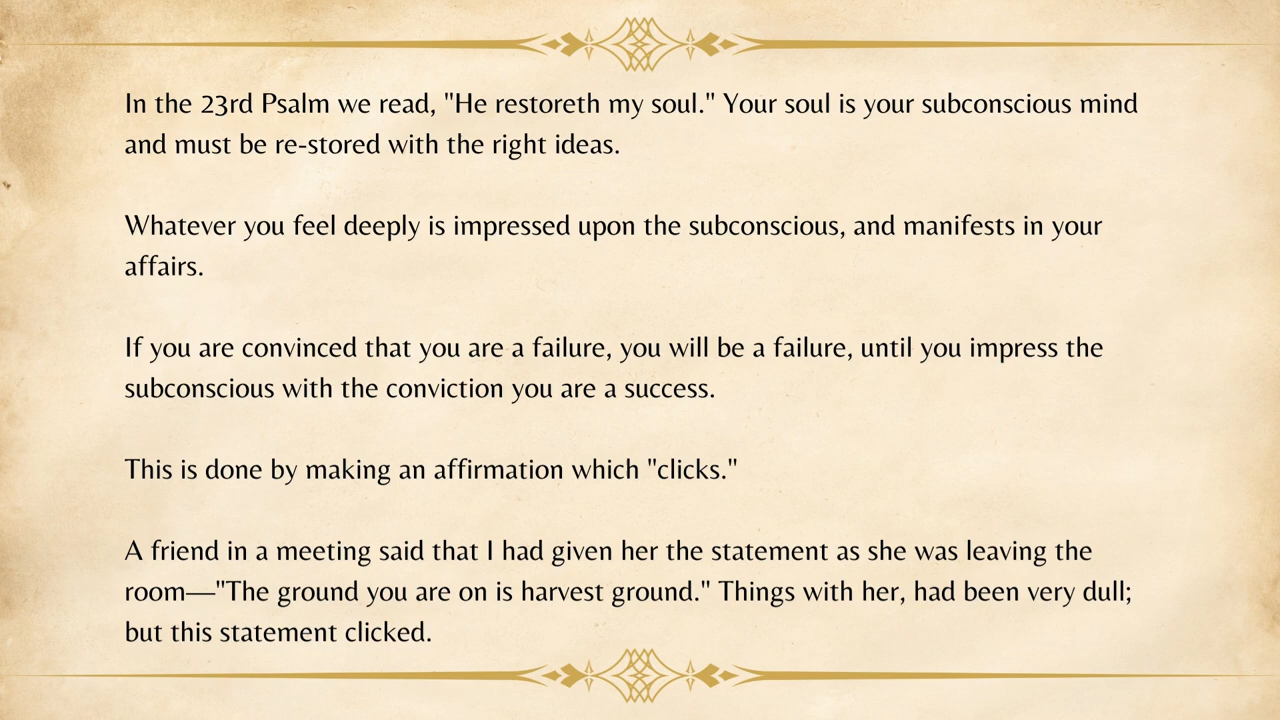 In the 23rd Psalm we read, "He restoreth my soul." Your soul is your subconscious mind
and must be re-stored with the right ideas.
Whatever you feel deeply is impressed upon the subconscious, and manifests in your
affairs.
If you are convinced that you are a failure, you will be a failure, until you impress the
subconscious with the conviction you are a success.
This is done by making an affirmation which "clicks."
A friend in a meeting said that I had given her the statement as she was leaving the
room—"The ground you are on is harvest ground." Things with her, had been very dull;
but this statement clicked.